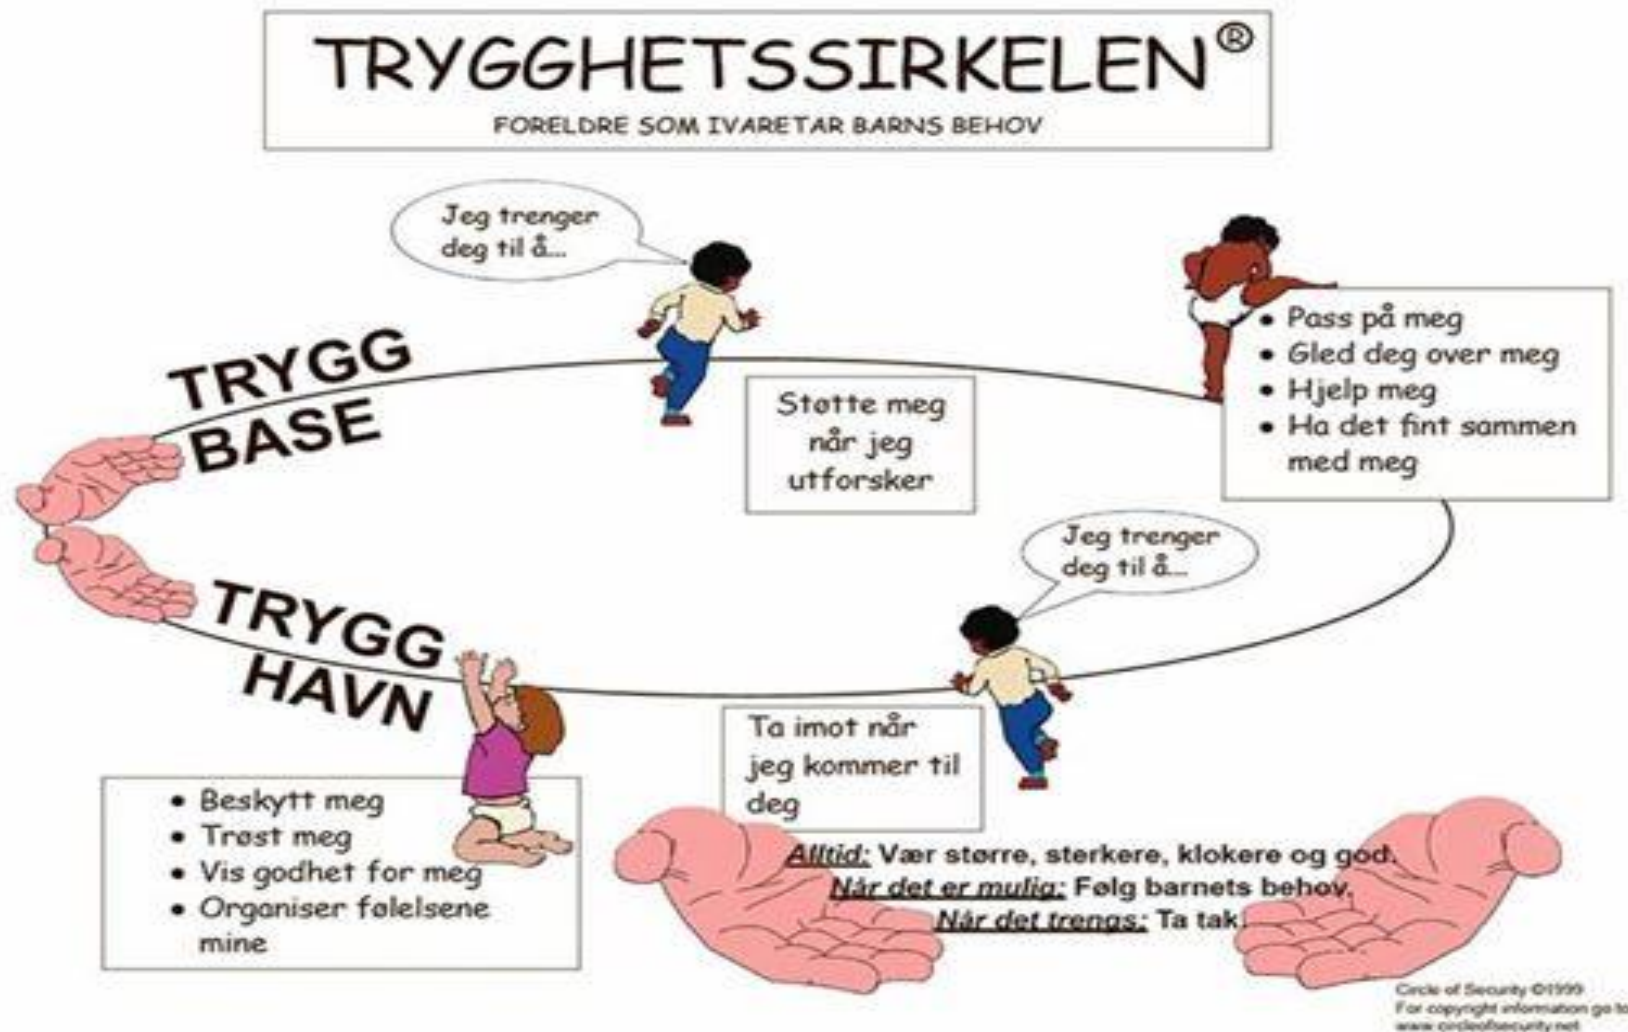 TRYGGHETSSIRKELEN®
FORELDRE SOM IVARETAR BARNS BEHOV
Jeg trenger
deg til å...
TRYGG
BASE
Støtte meg
når jeg
utforsker
• Pass på meg
• Gled deg over meg
• Hjelp meg
• Ha det fint sammen
med meg
Jeg trenger
deg til å...
TRYGG
HAVN
Ta imot når
jeg kommer til
deg
• Beskytt meg
• Trøst meg
• Vis godhet for meg
• Organiser følelsene
mine
Alltid: Vær større, sterkere, klokere og god.
Når det er mulig: Følg barnets behov.
Når det trengs: Ta tak.
Circle of Security ©1999
For copyright information go to
www.circleofsecurity.net